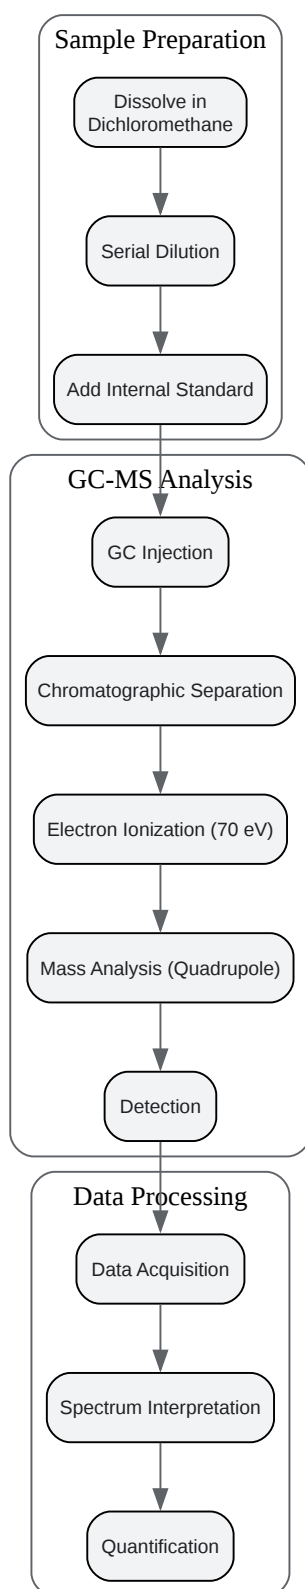 Sample Preparation
Dissolve in
Dichloromethane
Serial Dilution
Add Internal Standard
GC-MS Analysis
GC Injection
Chromatographic Separation
Electron Ionization (70 eV)
Mass Analysis (Quadrupole)
Detection
Data Processing
Data Acquisition
Spectrum Interpretation
Quantification